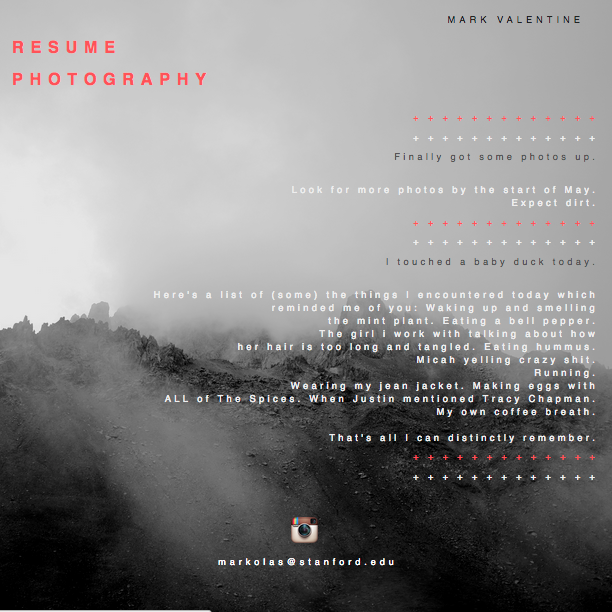 MARK VALENTINE
RESUME
PHOTOGRAPHY
+ + + + + + + + + + + + +
+ + + + + + + + + + + + +
Finally got some photos up.
Look for more photos by the start of May.
Expect dirt.
+ + + + + + + + + + + + +
+ + + + + + + + + + + + +
I touched a baby duck today.
Here's a list of (some) the things I encountered today which
reminded me of you: Waking up and smelling
the mint plant. Eating a bell pepper.
The girl i work with talking about how
her hair is too long and tangled. Eating hummus.
Micah yelling crazy shit.
Running.
Wearing my jean jacket. Making eggs with
ALL of The Spices. When Justin mentioned Tracy Chapman.
My own coffee breath.
That's all I can distinctly remember.
+ + + + + + + + + + + + +
+ + + + + + + + + + + + +
markolas@stanford.edu